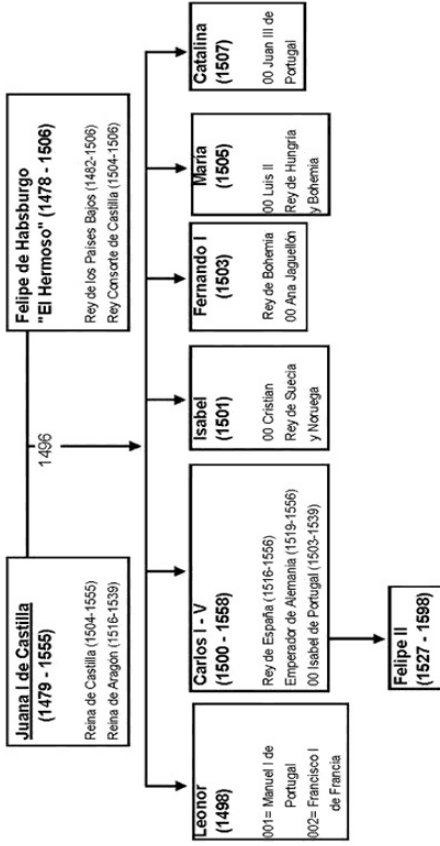 Juana I de Castilla
(1479 - 1555)
Reina de Castilla (1504-1555)
Reina de Aragón (1516-1539)
1496
Felipe de Habsburgo
"El Hermoso" (1478 - 1506)
Rey de los Países Bajos (1482-1506)
Rey Consorte de Castilla (1504-1506)
Leonor
(1498)
001= Manuel I de
Portugal
002= Francisco I
de Francia
Carlos I - V
(1500 - 1558)
Rey de España (1516-1556)
Emperador de Alemania (1519-1556)
00 Isabel de Portugal (1503-1539)
Isabel
(1501)
00 Cristian
Rey de Suecia
y Noruega
Fernando I
(1503)
Rey de Bohemia
00 Ana Jaguellón
María
(1505)
00 Luis II
Rey de Hungría
y Bohemia
Catalina
(1507)
00 Juan III de
Portugal
Felipe II
(1527 - 1598)